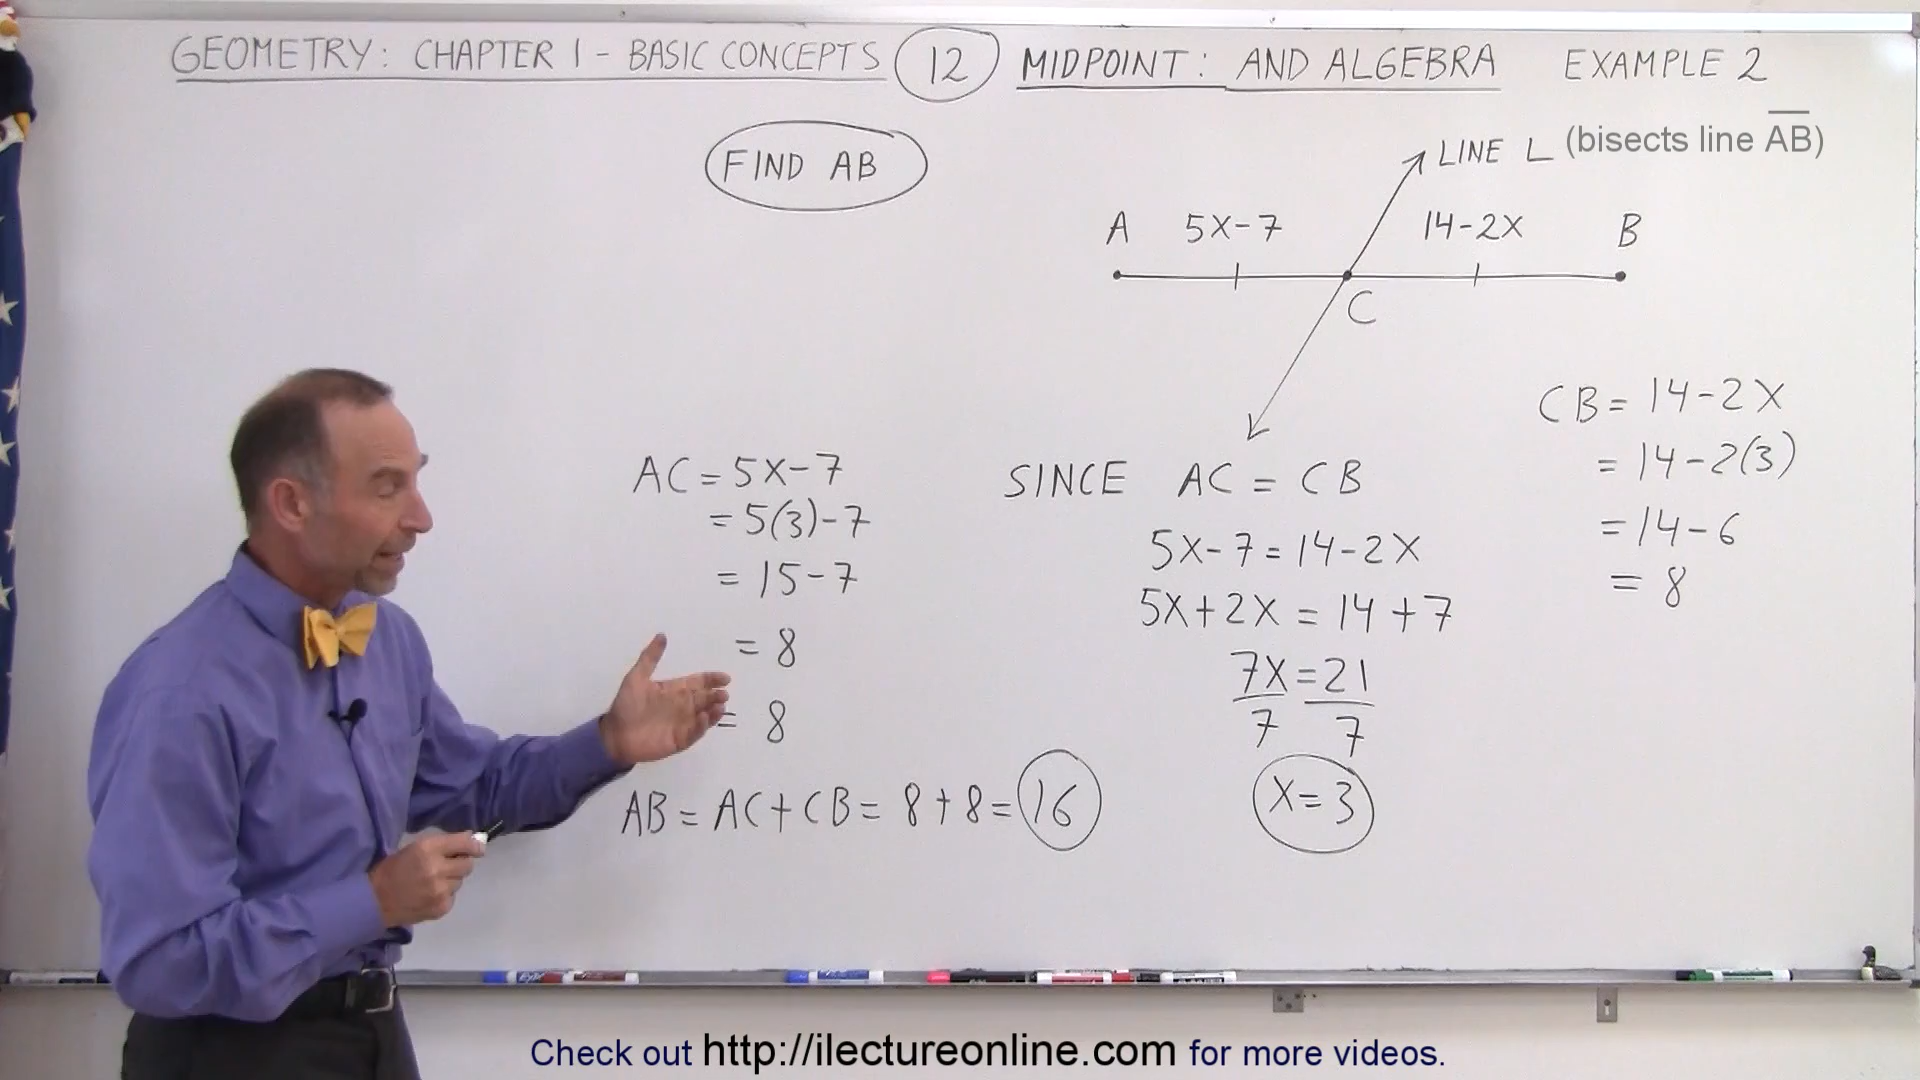 GEOMETRY: CHAPTER 1 - BASIC CONCEPTS 12 MIDPOINT: AND ALGEBRA EXAMPLE 2
FIND AB
LINE L (bisects line A̅B̅)
A 5X-7 14-2X B
C
AC = 5X-7
= 5(3)-7
= 15-7
= 8
= 8
AB = AC + CB = 8 + 8 = 16
SINCE AC = CB
5X-7 = 14-2X
5X+2X = 14+7
7X = 21
7 7
X = 3
CB = 14-2X
= 14-2(3)
= 14-6
= 8
Check out http://ilectureonline.com for more videos.